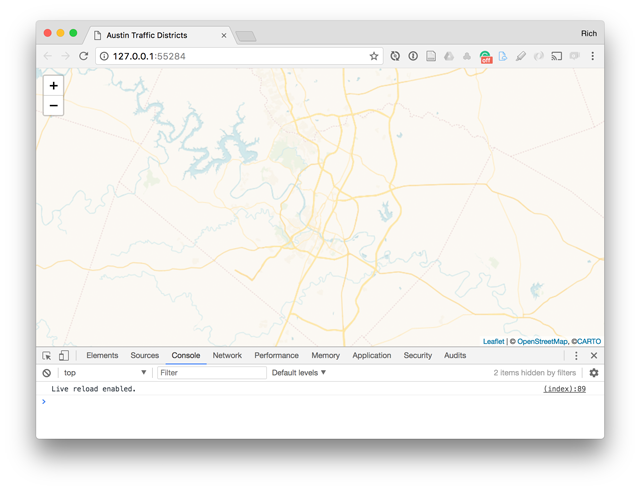 Austin Traffic Districts
Rich
127.0.0.1:55284
off
+
−
Leaflet | © OpenStreetMap, ©CARTO
Elements Sources Console Network Performance Memory Application Security Audits
top Filter Default levels 2 items hidden by filters
Live reload enabled. (index):89